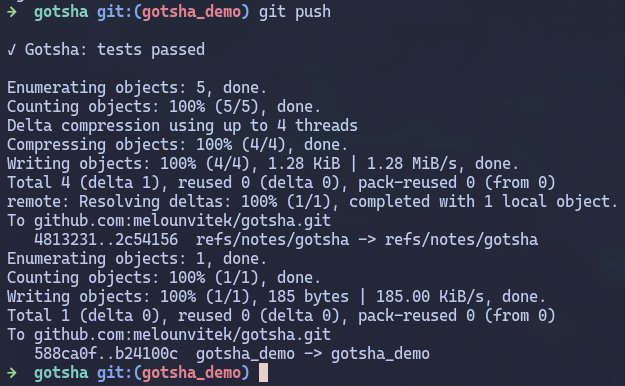 ➜  gotsha git:(gotsha_demo) git push
✓ Gotsha: tests passed
Enumerating objects: 5, done.
Counting objects: 100% (5/5), done.
Delta compression using up to 4 threads
Compressing objects: 100% (4/4), done.
Writing objects: 100% (4/4), 1.28 KiB | 1.28 MiB/s, done.
Total 4 (delta 1), reused 0 (delta 0), pack-reused 0 (from 0)
remote: Resolving deltas: 100% (1/1), completed with 1 local object.
To github.com:melounvitek/gotsha.git
   4813231..2c54156  refs/notes/gotsha -> refs/notes/gotsha
Enumerating objects: 1, done.
Counting objects: 100% (1/1), done.
Writing objects: 100% (1/1), 185 bytes | 185.00 KiB/s, done.
Total 1 (delta 0), reused 0 (delta 0), pack-reused 0 (from 0)
To github.com:melounvitek/gotsha.git
   588ca0f..b24100c  gotsha_demo -> gotsha_demo
➜  gotsha git:(gotsha_demo)